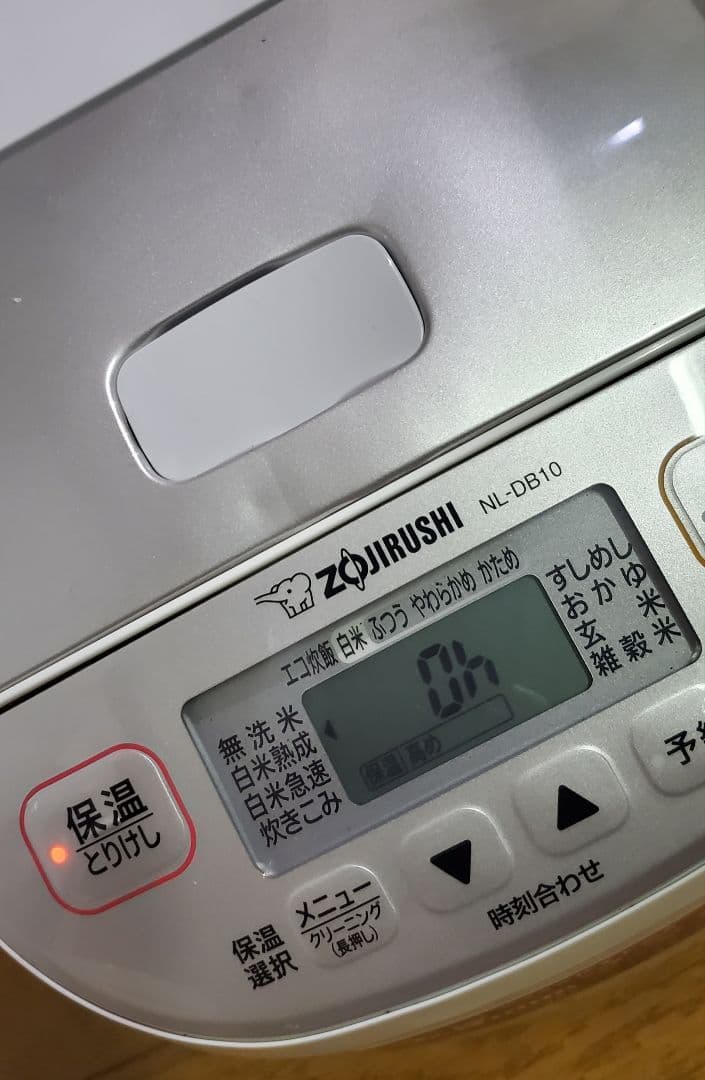 ZOJIRUSHI NL-DB10
エコ炊飯 白米 ふつう やわらかめ かため
無洗米
白米熟成
白米急速
炊きこみ
0h
保温 高め
すしめし
おかゆ
玄米
雑穀米
保温
とりけし
保温
選択
メニュー
クリーニング
(長押し)
時刻合わせ